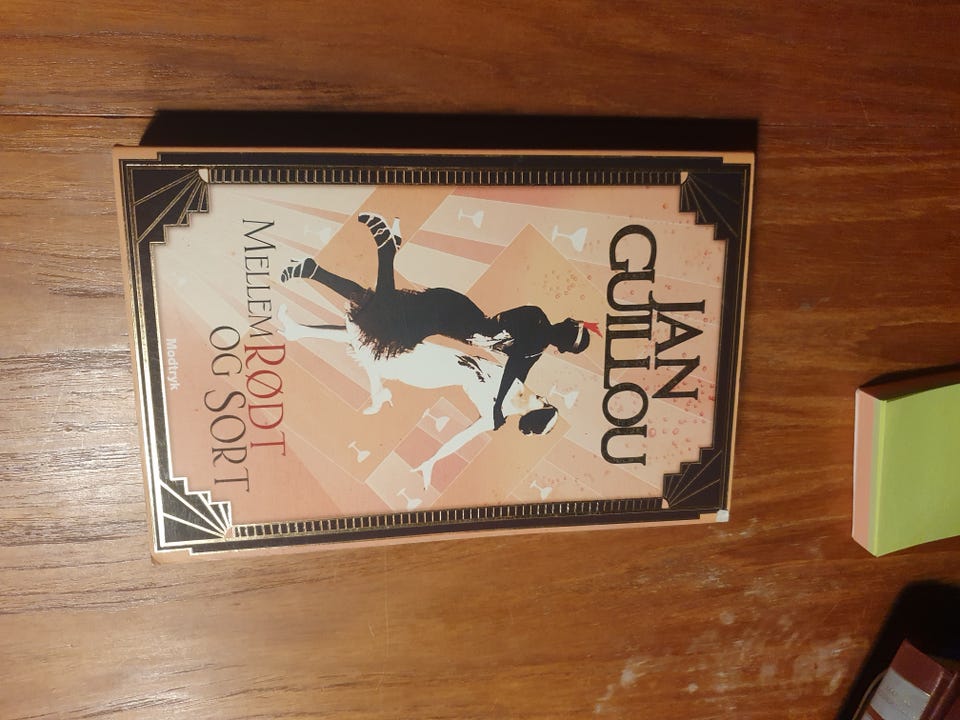 JAN
GUILLOU
MELLEM RØDT
OG SORT
Modtryk